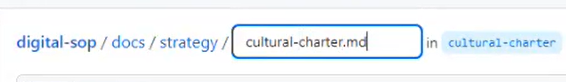 digital-sop / docs / strategy / cultural-charter.md in cultural-charter